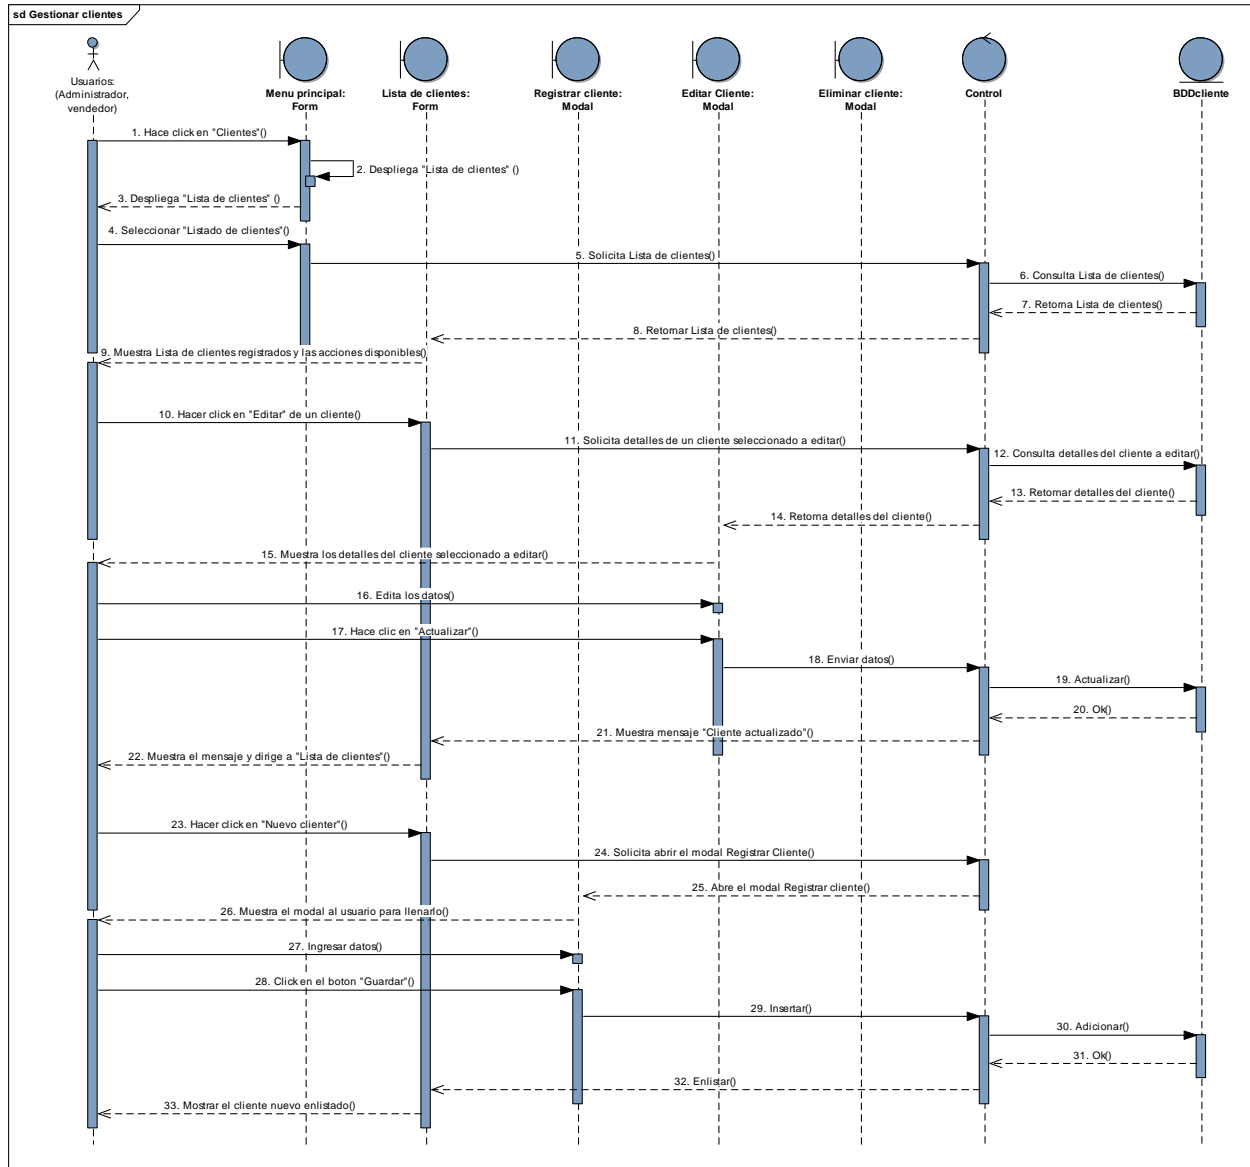 sd Gestionar clientes
Usuarios:
(Administrador,
vendedor)
Menu principal:
Form
Lista de clientes:
Form
Registrar cliente:
Modal
Editar Cliente:
Modal
Eliminar cliente:
Modal
Control
BDDcliente
1. Hace click en "Clientes"()
2. Despliega "Lista de clientes" ()
3. Despliega "Lista de clientes" ()
4. Seleccionar "Listado de clientes"()
5. Solicita Lista de clientes()
6. Consulta Lista de clientes()
7. Retorna Lista de clientes()
8. Retornar Lista de clientes()
9. Muestra Lista de clientes registrados y las acciones disponibles()
10. Hacer click en "Editar" de un cliente()
11. Solicita detalles de un cliente seleccionado a editar()
12. Consulta detalles del cliente a editar()
13. Retornar detalles del cliente()
14. Retorna detalles del cliente()
15. Muestra los detalles del cliente seleccionado a editar()
16. Edita los datos()
17. Hace clic en "Actualizar"()
18. Enviar datos()
19. Actualizar()
20. Ok()
21. Muestra mensaje "Cliente actualizado"()
22. Muestra el mensaje y dirige a "Lista de clientes"()
23. Hacer click en "Nuevo clienter"()
24. Solicita abrir el modal Registrar Cliente()
25. Abre el modal Registrar cliente()
26. Muestra el modal al usuario para llenarlo()
27. Ingresar datos()
28. Click en el boton "Guardar"()
29. Insertar()
30. Adicionar()
31. Ok()
32. Enlistar()
33. Mostrar el cliente nuevo enlistado()